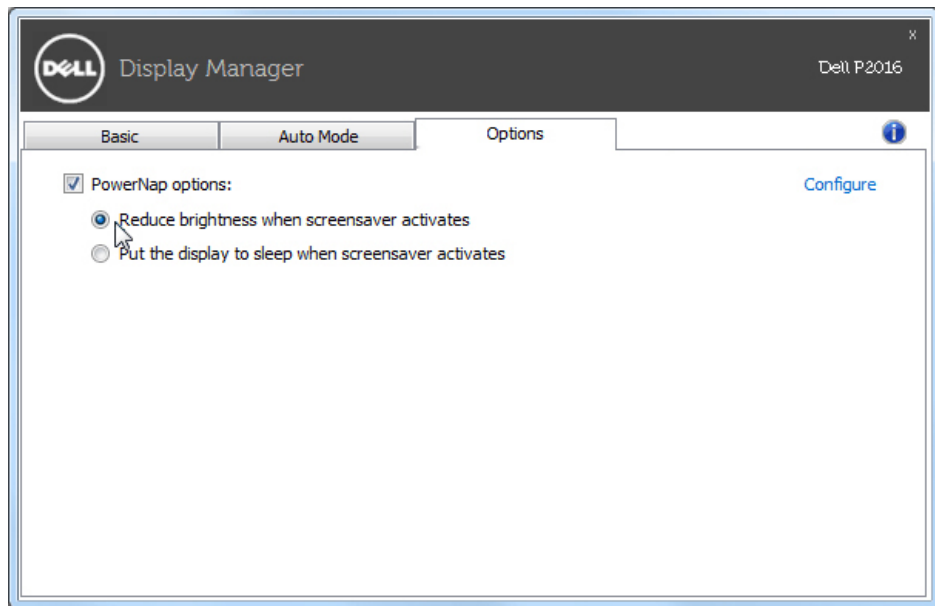 x
DELL Display Manager
Dell P2016
Basic Auto Mode Options
PowerNap options: Configure
Reduce brightness when screensaver activates
Put the display to sleep when screensaver activates